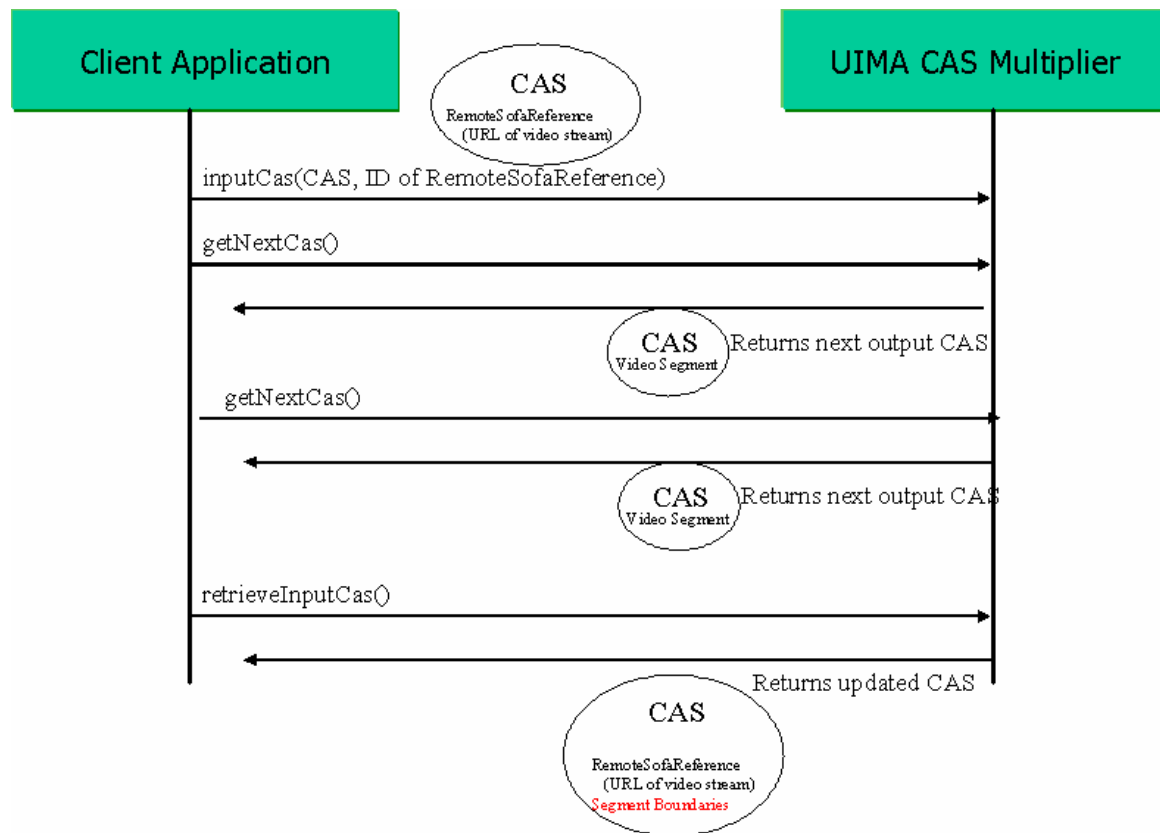 Client Application
UIMA CAS Multiplier
CAS
RemoteSofaReference
(URL of video stream)
inputCas(CAS, ID of RemoteSofaReference)
getNextCas()
CAS
Video Segment
Returns next output CAS
getNextCas()
CAS
Video Segment
Returns next output CAS
retrieveInputCas()
Returns updated CAS
CAS
RemoteSofaReference
(URL of video stream)
Segment Boundaries